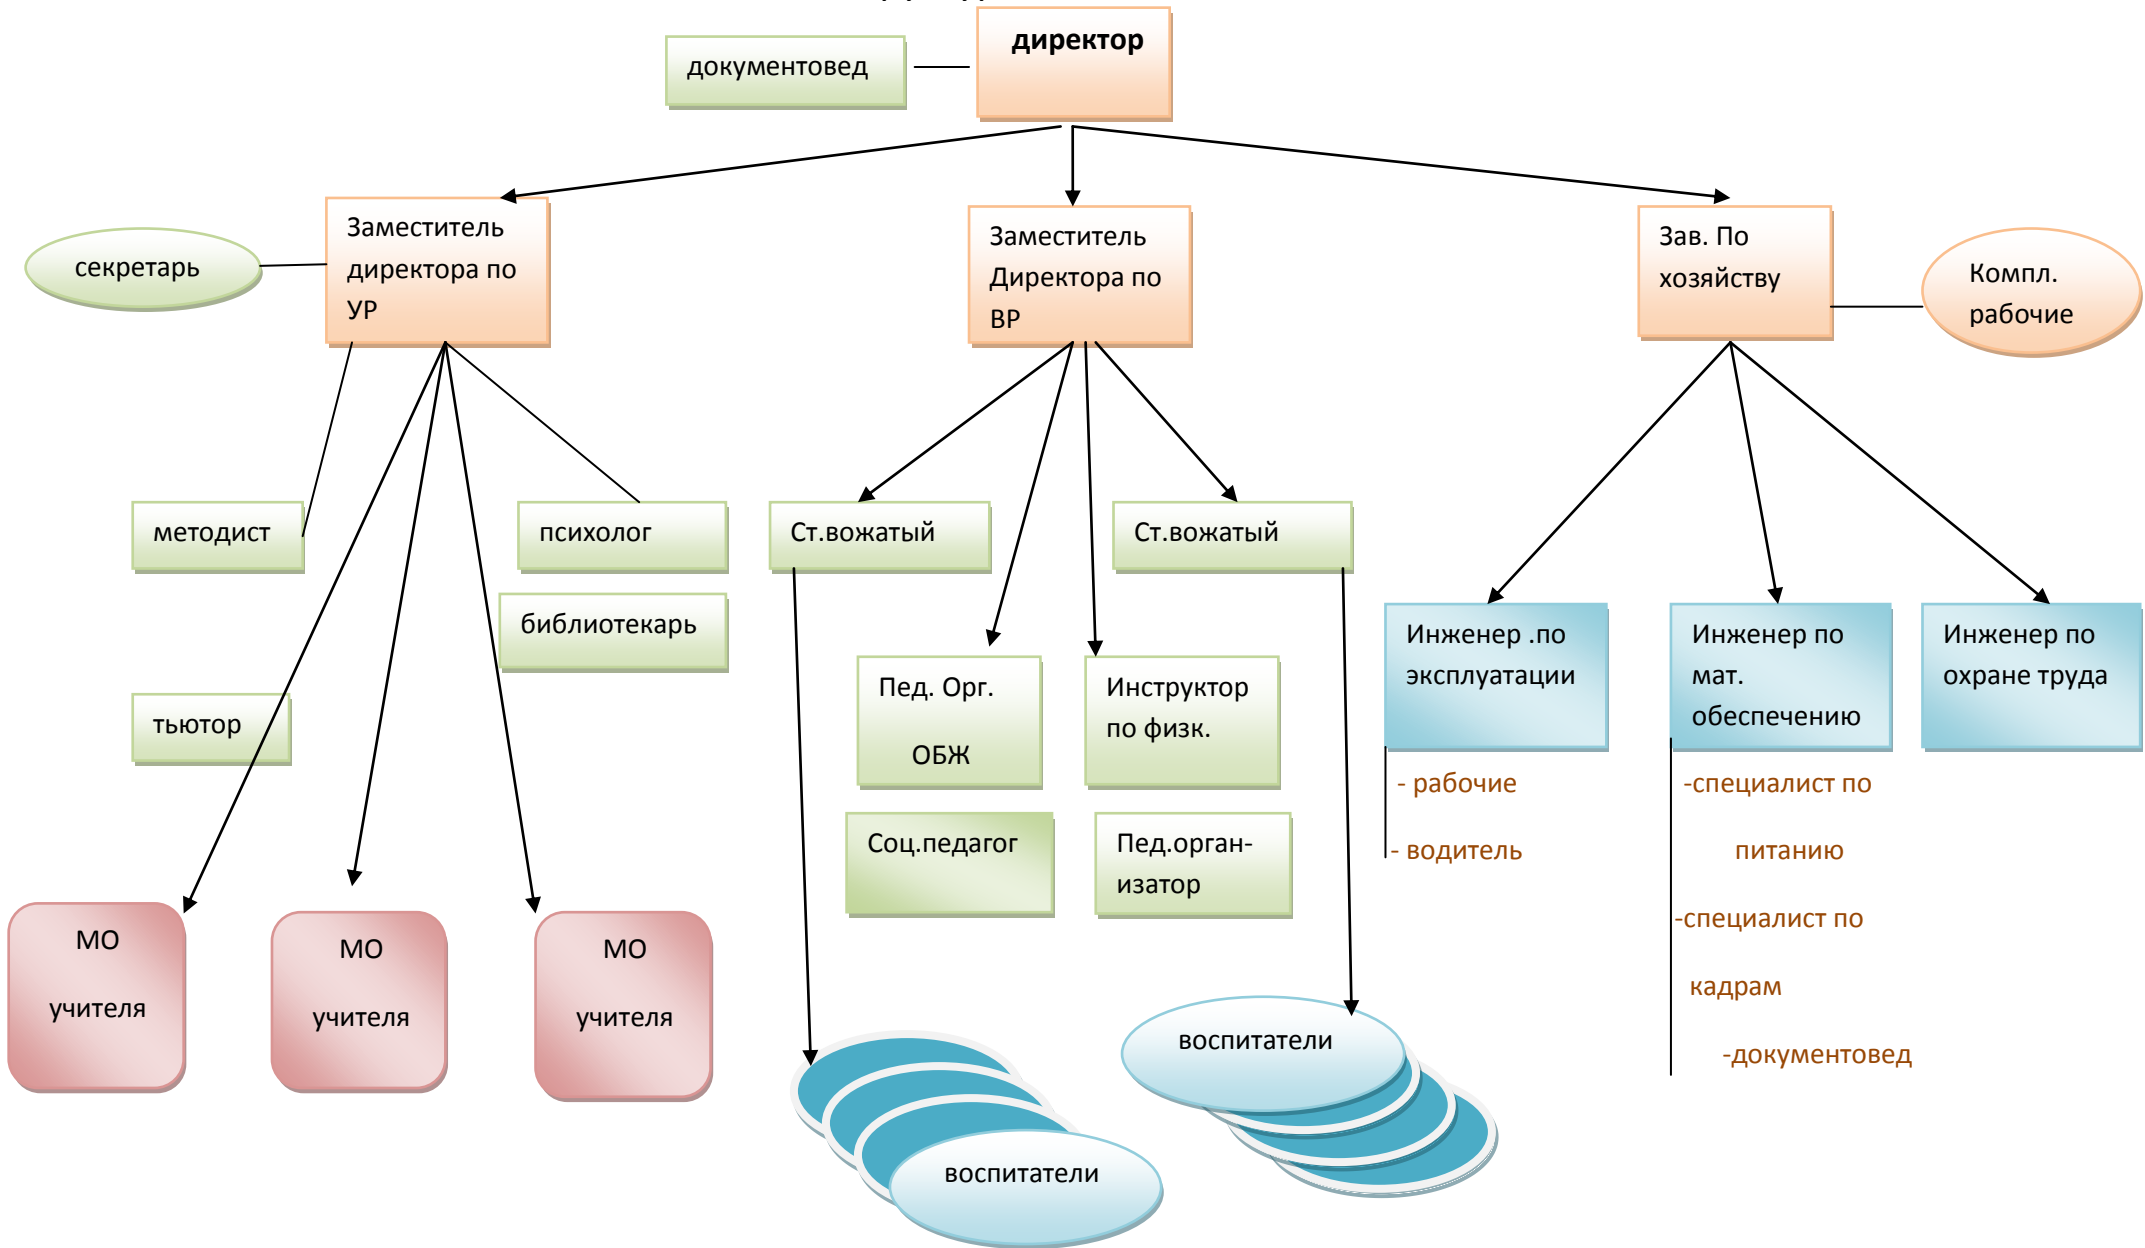 директор
документовед
Заместитель
директора по
УР
секретарь
Заместитель
Директора по
ВР
Зав. По
хозяйству
Компл.
рабочие
методист
психолог
библиотекарь
тьютор
Ст.вожатый
Ст.вожатый
Пед. Орг.
ОБЖ
Инструктор
по физк.
Соц.педагог
Пед.орган-
изатор
Инженер .по
эксплуатации
- рабочие
- водитель
Инженер по
мат.
обеспечению
-специалист по
питанию
-специалист по
кадрам
-документовед
Инженер по
охране труда
МО
учителя
МО
учителя
МО
учителя
воспитатели
воспитатели